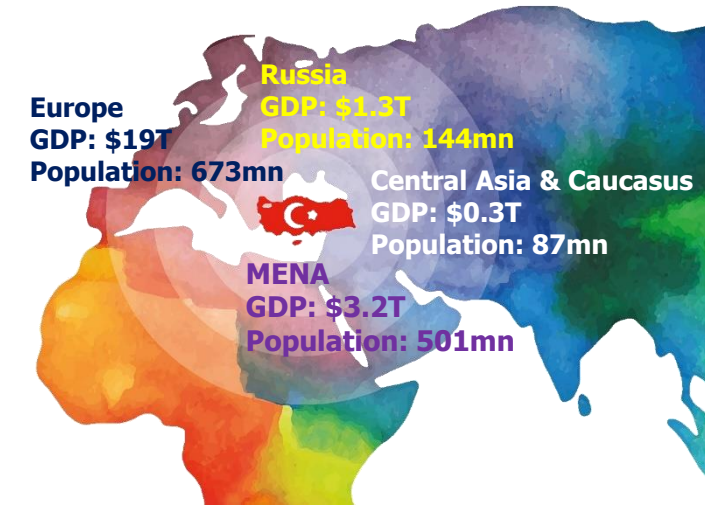 Russia
GDP: $1.3T
Population: 144mn
Europe
GDP: $19T
Population: 673mn
Central Asia & Caucasus
GDP: $0.3T
Population: 87mn
MENA
GDP: $3.2T
Population: 501mn